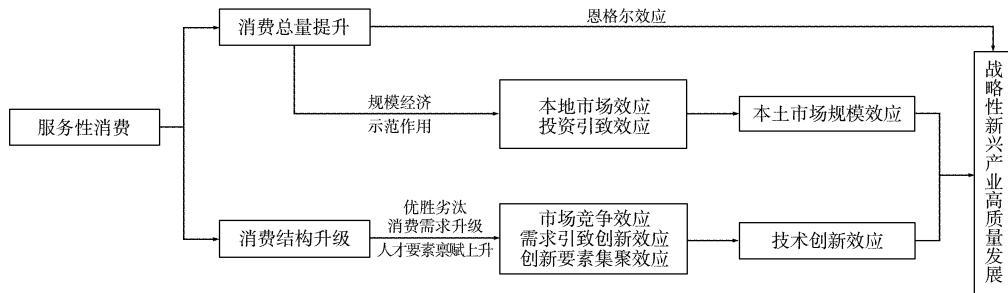 消费总量提升
恩格尔效应
服务性消费
规模经济
示范作用
本地市场效应
投资引致效应
本土市场规模效应
战略性新兴产业高质量发展
消费结构升级
优胜劣汰
消费需求升级
人才要素禀赋上升
市场竞争效应
需求引致创新效应
创新要素集聚效应
技术创新效应